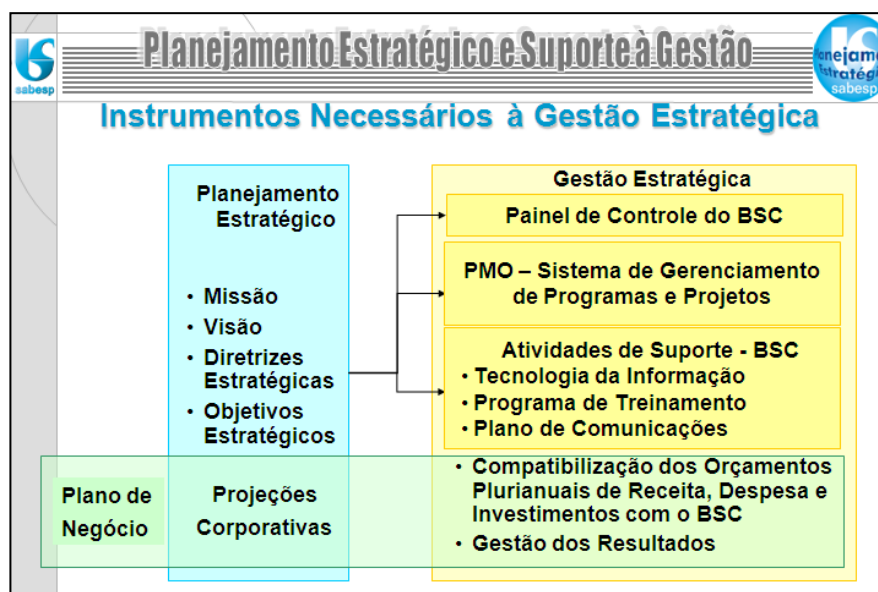 Planejamento Estratégico e Suporte à Gestão
sabesp
sabesp
Instrumentos Necessários à Gestão Estratégica
Planejamento
Estratégico
• Missão
• Visão
• Diretrizes
Estratégicas
• Objetivos
Estratégicos
Gestão Estratégica
Painel de Controle do BSC
PMO – Sistema de Gerenciamento
de Programas e Projetos
Atividades de Suporte - BSC
• Tecnologia da Informação
• Programa de Treinamento
• Plano de Comunicações
Plano de
Negócio
Projeções
Corporativas
• Compatibilização dos Orçamentos
Plurianuais de Receita, Despesa e
Investimentos com o BSC
• Gestão dos Resultados